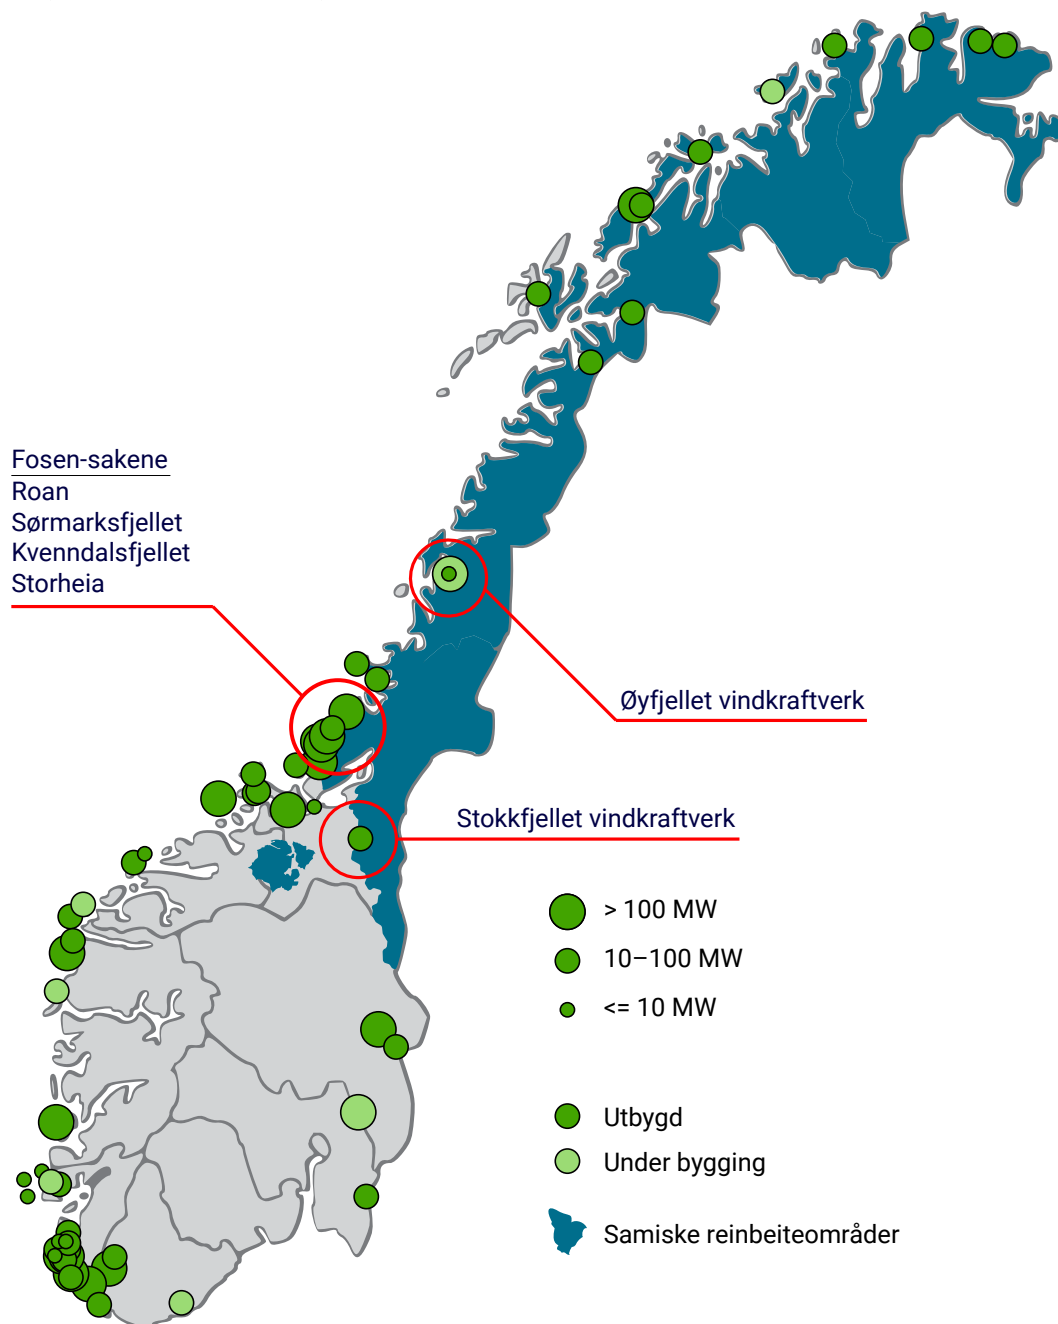 Fosen-sakene
Roan
Sørmarksfjellet
Kvenndalsfjellet
Storheia
Øyfjellet vindkraftverk
Stokkfjellet vindkraftverk
> 100 MW
10–100 MW
<= 10 MW
Utbygd
Under bygging
Samiske reinbeiteområder